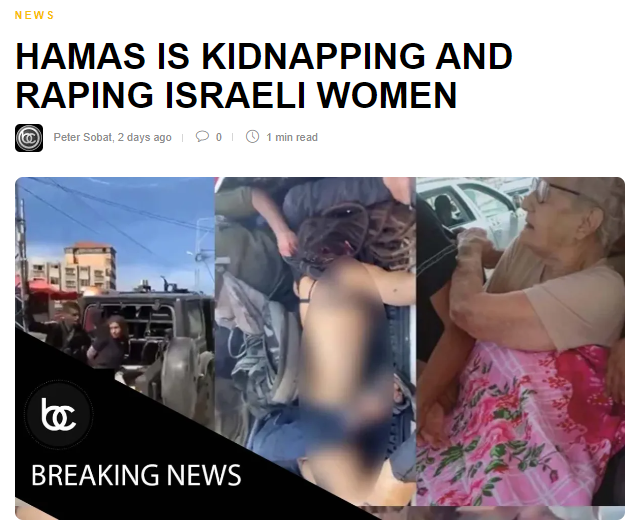 NEWS
HAMAS IS KIDNAPPING AND
RAPING ISRAELI WOMEN
bc
Peter Sobat, 2 days ago
0
1 min read
bc
BREAKING NEWS